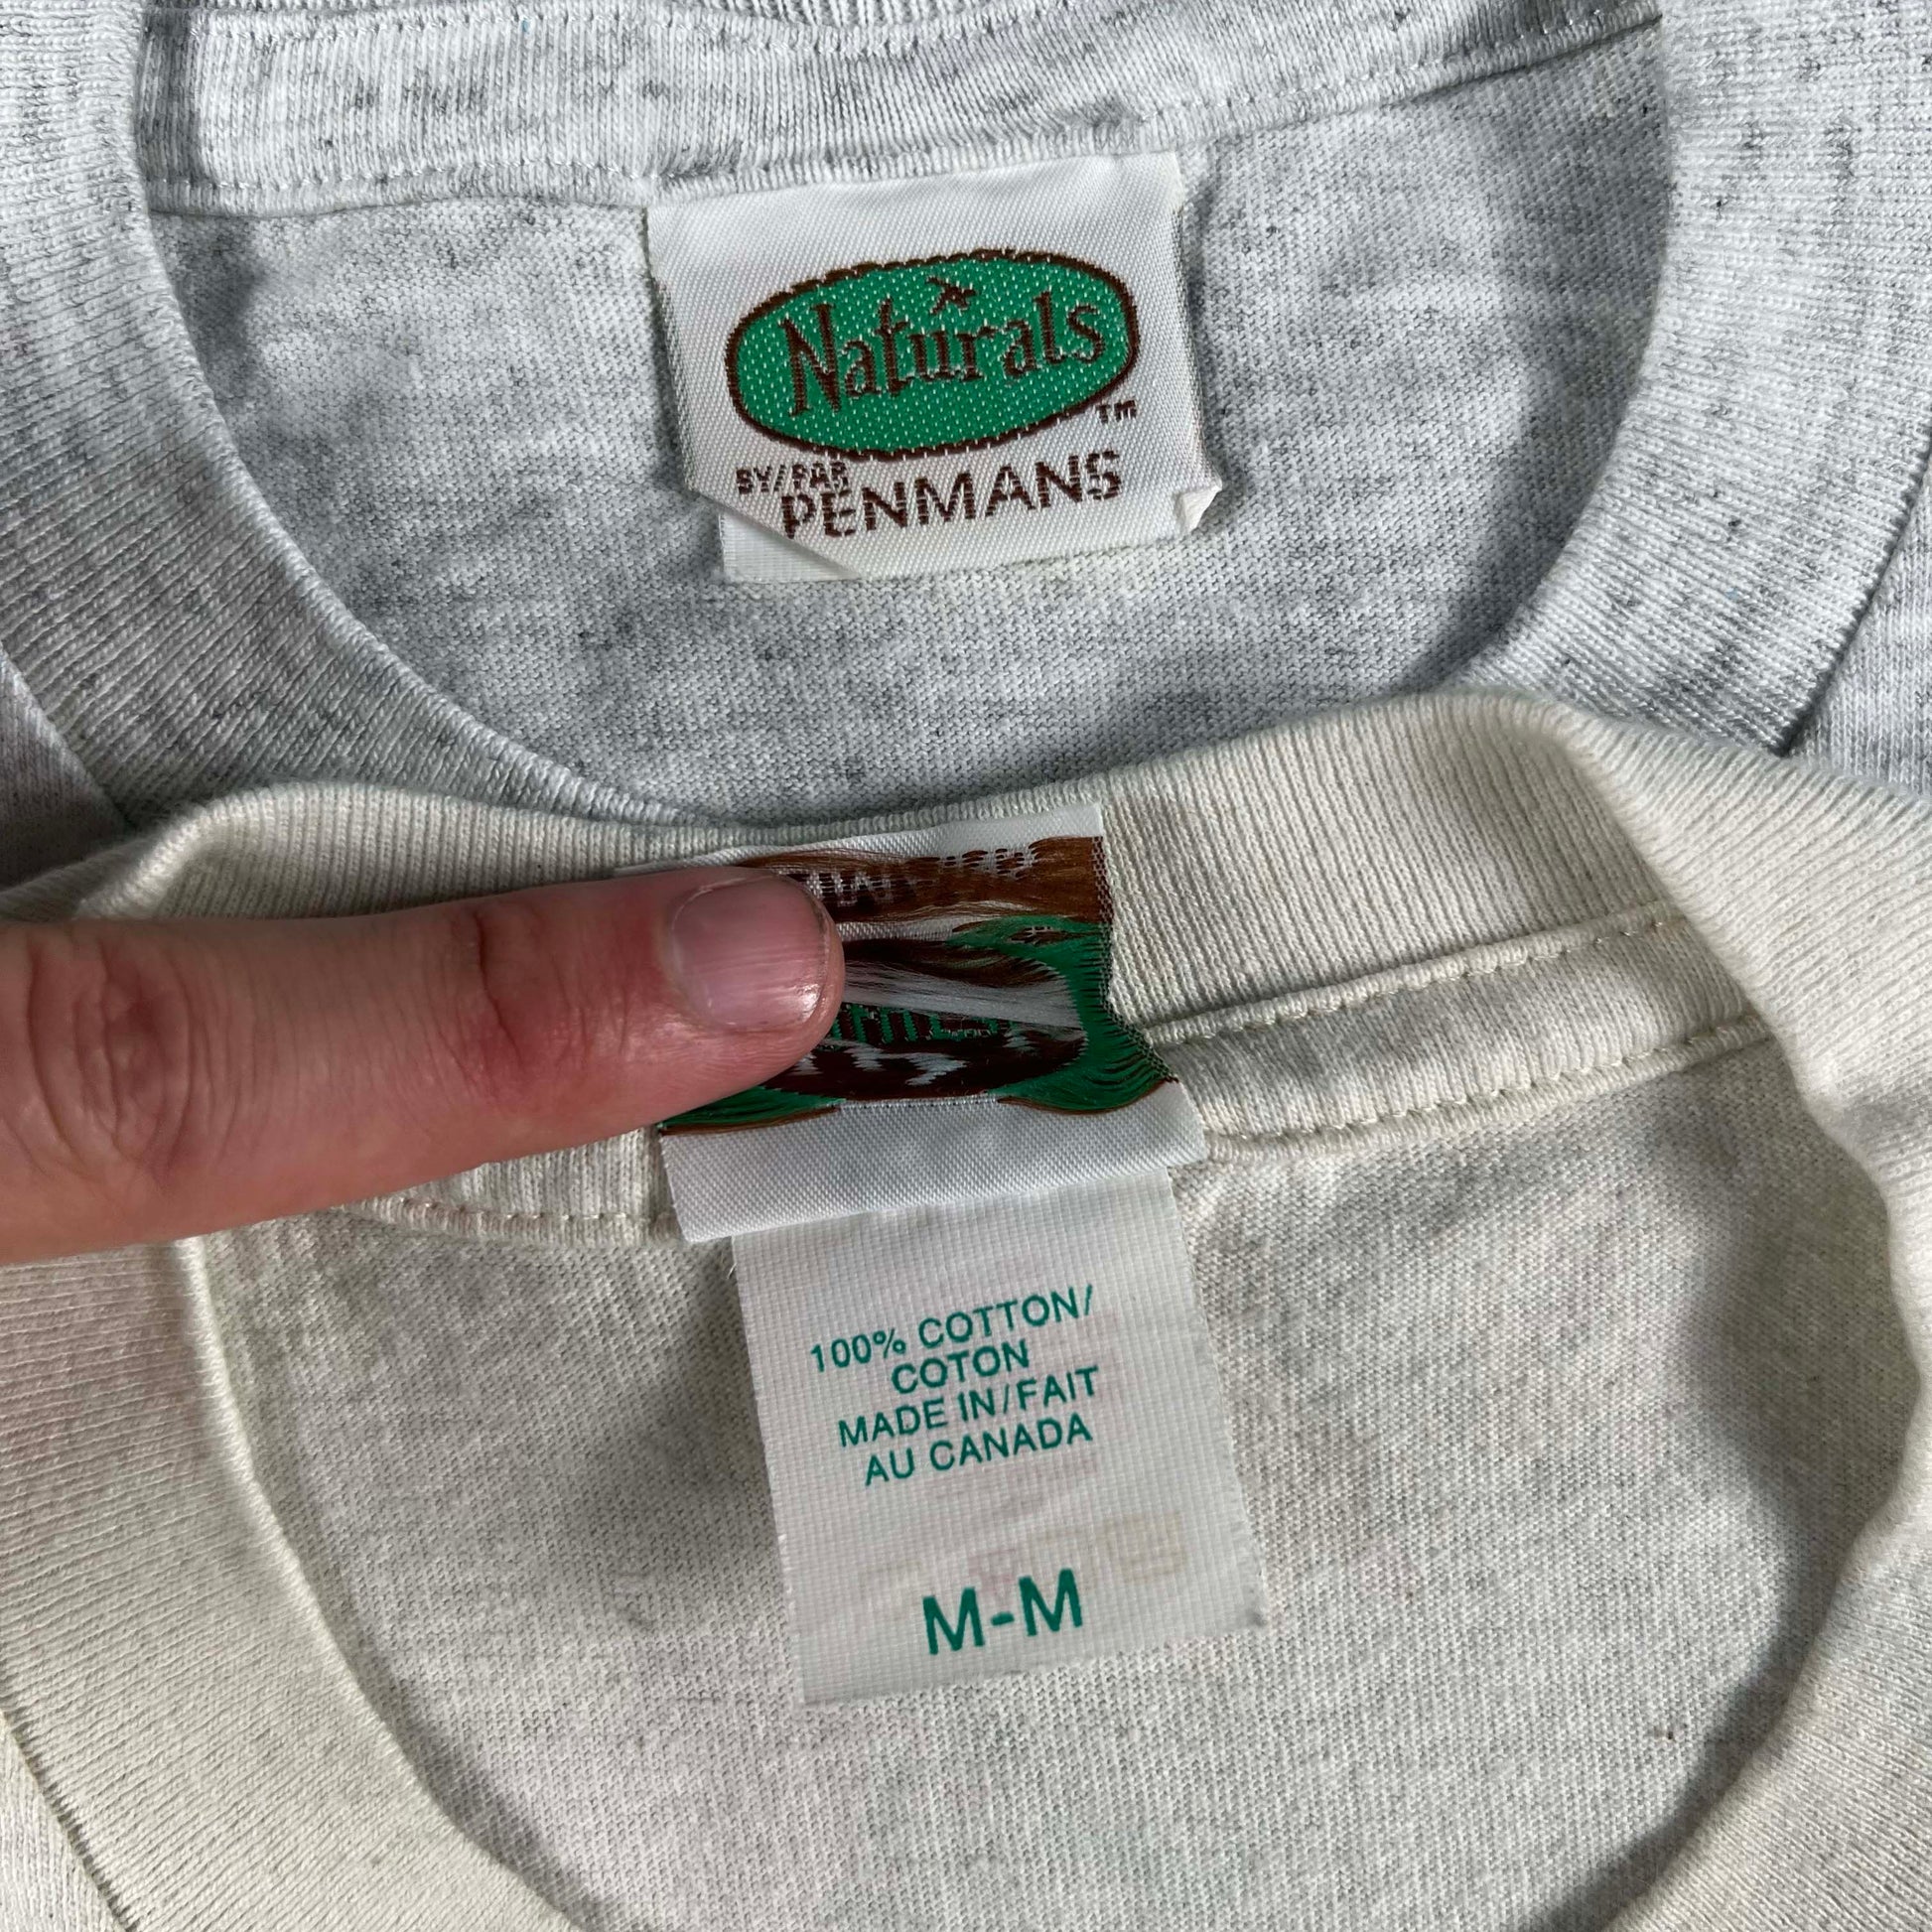 Naturals
TM
BY/PAR
PENMANS
100% COTTON/
COTON
MADE IN/FAIT
AU CANADA
M-M